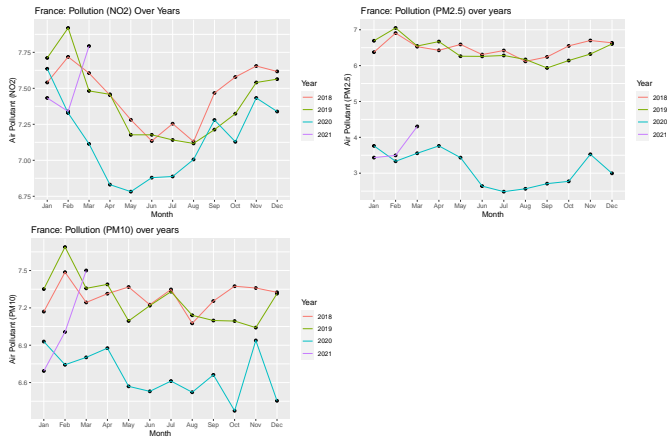 France: Pollution (NO2) Over Years
Air Pollutant (NO2)
7.75
7.50
7.25
7.00
6.75
Jan Feb Mar Apr May Jun Jul Aug Sep Oct Nov Dec
Month
Year
2018
2019
2020
2021
France: Pollution (PM2.5) over years
Air Pollutant (PM2.5)
7
6
5
4
3
Jan Feb Mar Apr May Jun Jul Aug Sep Oct Nov Dec
Month
Year
2018
2019
2020
2021
France: Pollution (PM10) over years
Air Pollutant (PM10)
7.5
7.2
6.9
6.6
Jan Feb Mar Apr May Jun Jul Aug Sep Oct Nov Dec
Month
Year
2018
2019
2020
2021